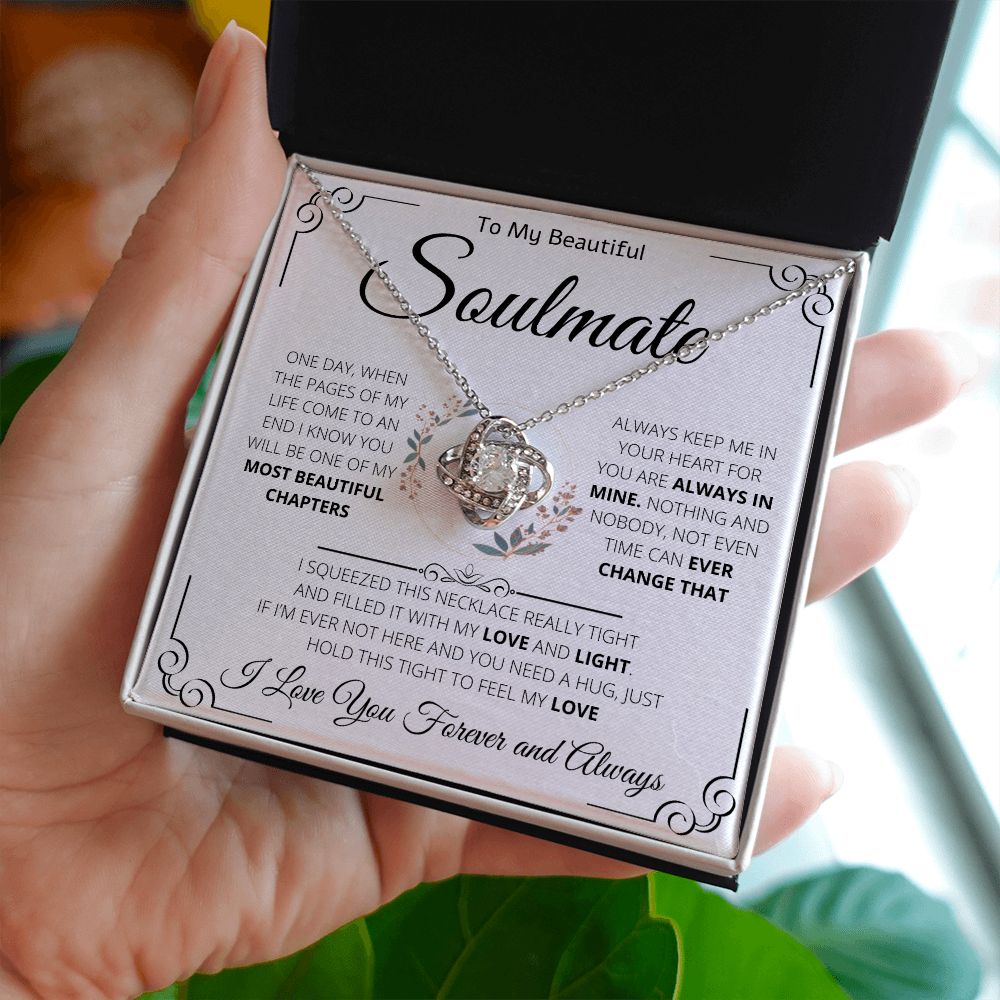 To My Beautiful
Soulmate
ONE DAY, WHEN
THE PAGES OF MY
LIFE COME TO AN
END I KNOW YOU
WILL BE ONE OF MY
MOST BEAUTIFUL
CHAPTERS
ALWAYS KEEP ME IN
YOUR HEART FOR
YOU ARE ALWAYS IN
MINE. NOTHING AND
NOBODY, NOT EVEN
TIME CAN EVER
CHANGE THAT
I SQUEEZED THIS NECKLACE REALLY TIGHT
AND FILLED IT WITH MY LOVE AND LIGHT.
IF I'M EVER NOT HERE AND YOU NEED A HUG, JUST
HOLD THIS TIGHT TO FEEL MY LOVE
I Love You Forever and Always